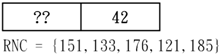 ?? 42
RNC = {151,133,176,121,185}